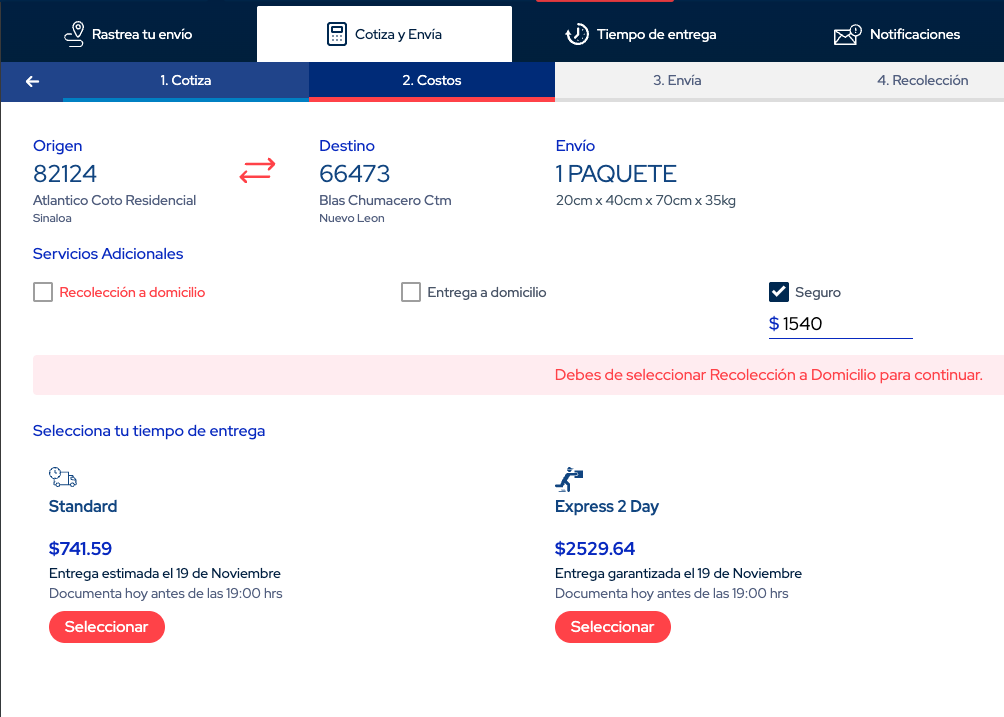 Rastrea tu envío
Cotiza y Envía
Tiempo de entrega
Notificaciones
1. Cotiza
2. Costos
3. Envía
4. Recolección
Origen
82124
Atlantico Coto Residencial
Sinaloa
Destino
66473
Blas Chumacero Ctm
Nuevo Leon
Envío
1 PAQUETE
20cm x 40cm x 70cm x 35kg
Servicios Adicionales
Recolección a domicilio
Entrega a domicilio
Seguro
$ 1540
Debes de seleccionar Recolección a Domicilio para continuar.
Selecciona tu tiempo de entrega
Standard
$741.59
Entrega estimada el 19 de Noviembre
Documenta hoy antes de las 19:00 hrs
Seleccionar
Express 2 Day
$2529.64
Entrega garantizada el 19 de Noviembre
Documenta hoy antes de las 19:00 hrs
Seleccionar